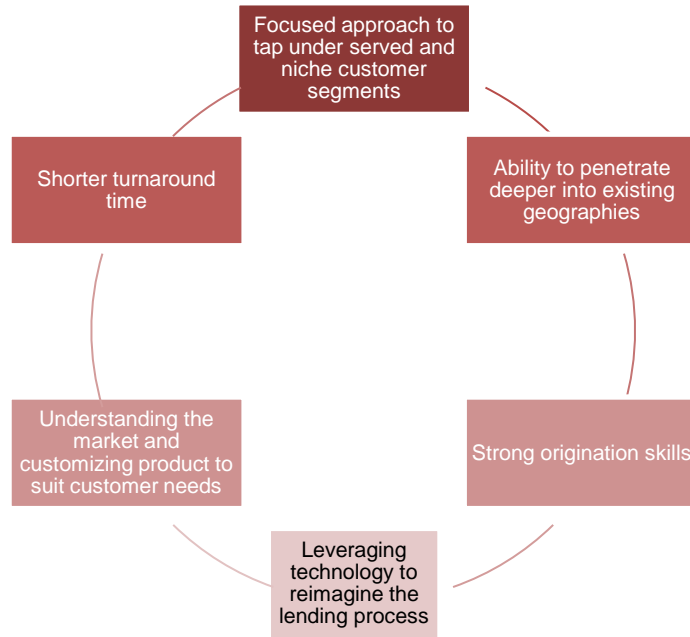 Focused approach to
tap under served and
niche customer
segments
Ability to penetrate
deeper into existing
geographies
Strong origination skills
Leveraging
technology to
reimagine the
lending process
Understanding the
market and
customizing product to
suit customer needs
Shorter turnaround
time